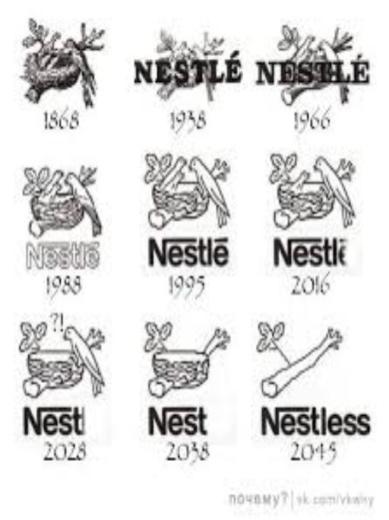 1868
NESTLÉ NESTLÉ
1938 1966
Nestlé Nestlé Nestlé
1988 1995 2016
?!
Nestl Nest Nestless
2028 2038 2045
почему? | vk.com/vkwhy